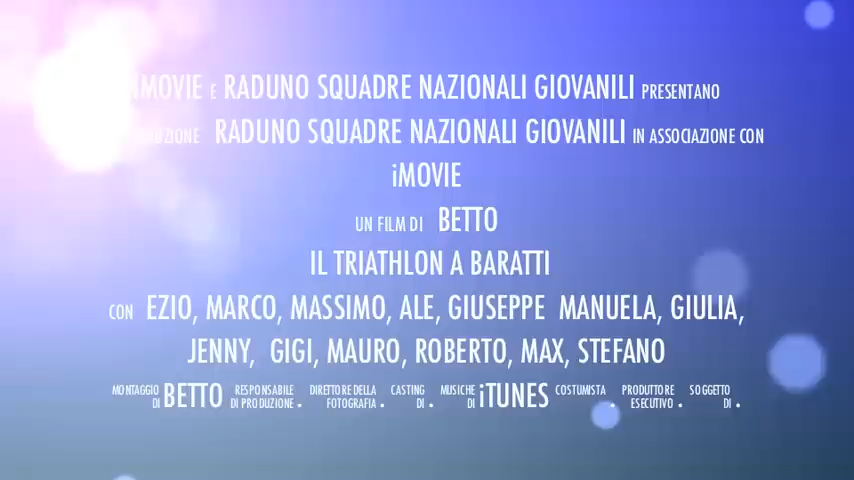 iMOVIE E RADUNO SQUADRE NAZIONALI GIOVANILI PRESENTANO
RADUNO SQUADRE NAZIONALI GIOVANILI IN ASSOCIAZIONE CON
iMOVIE
UN FILM DI BETTO
IL TRIATHLON A BARATTI
CON EZIO, MARCO, MASSIMO, ALE, GIUSEPPE MANUELA, GIULIA,
JENNY, GIGI, MAURO, ROBERTO, MAX, STEFANO
MONTAGGIO DI BETTO RESPONSABILE DI PRODUZIONE . DIRETTORE DELLA FOTOGRAFIA . CASTING DI . MUSICHE DI iTUNES COSTUMISTA . PRODUTTORE ESECUTIVO . SOGGETTO DI .